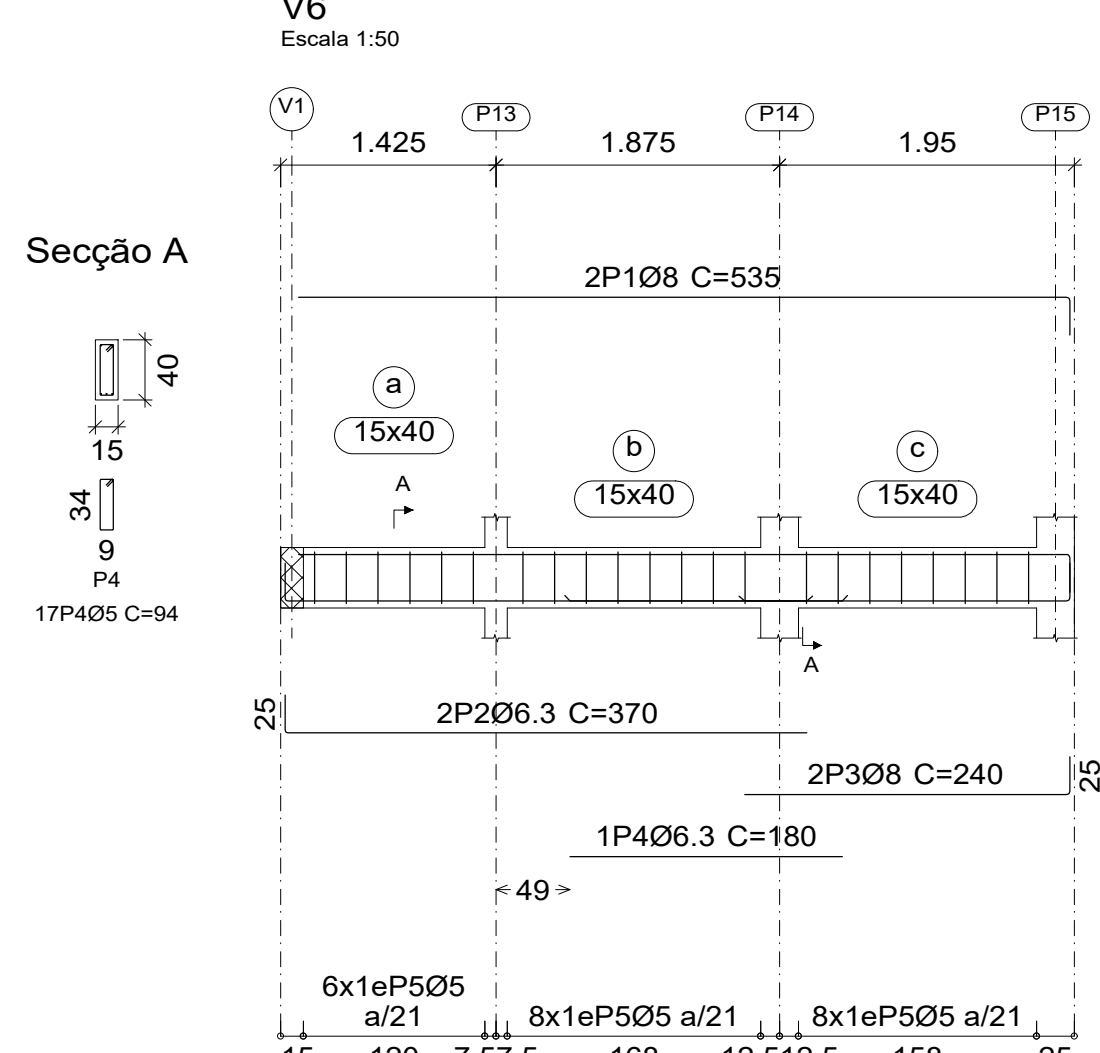 V6
Escala 1:50
V1 P13 P14 P15
1.425 1.875 1.95
Secção A
2P1Ø8 C=535
40
15
a
15x40
b
15x40
c
15x40
A
34
9
P4
17P4Ø5 C=94
A
25
2P2Ø6.3 C=370
2P3Ø8 C=240
25
1P4Ø6.3 C=180
49
6x1eP5Ø5
a/21
8x1eP5Ø5 a/21
8x1eP5Ø5 a/21